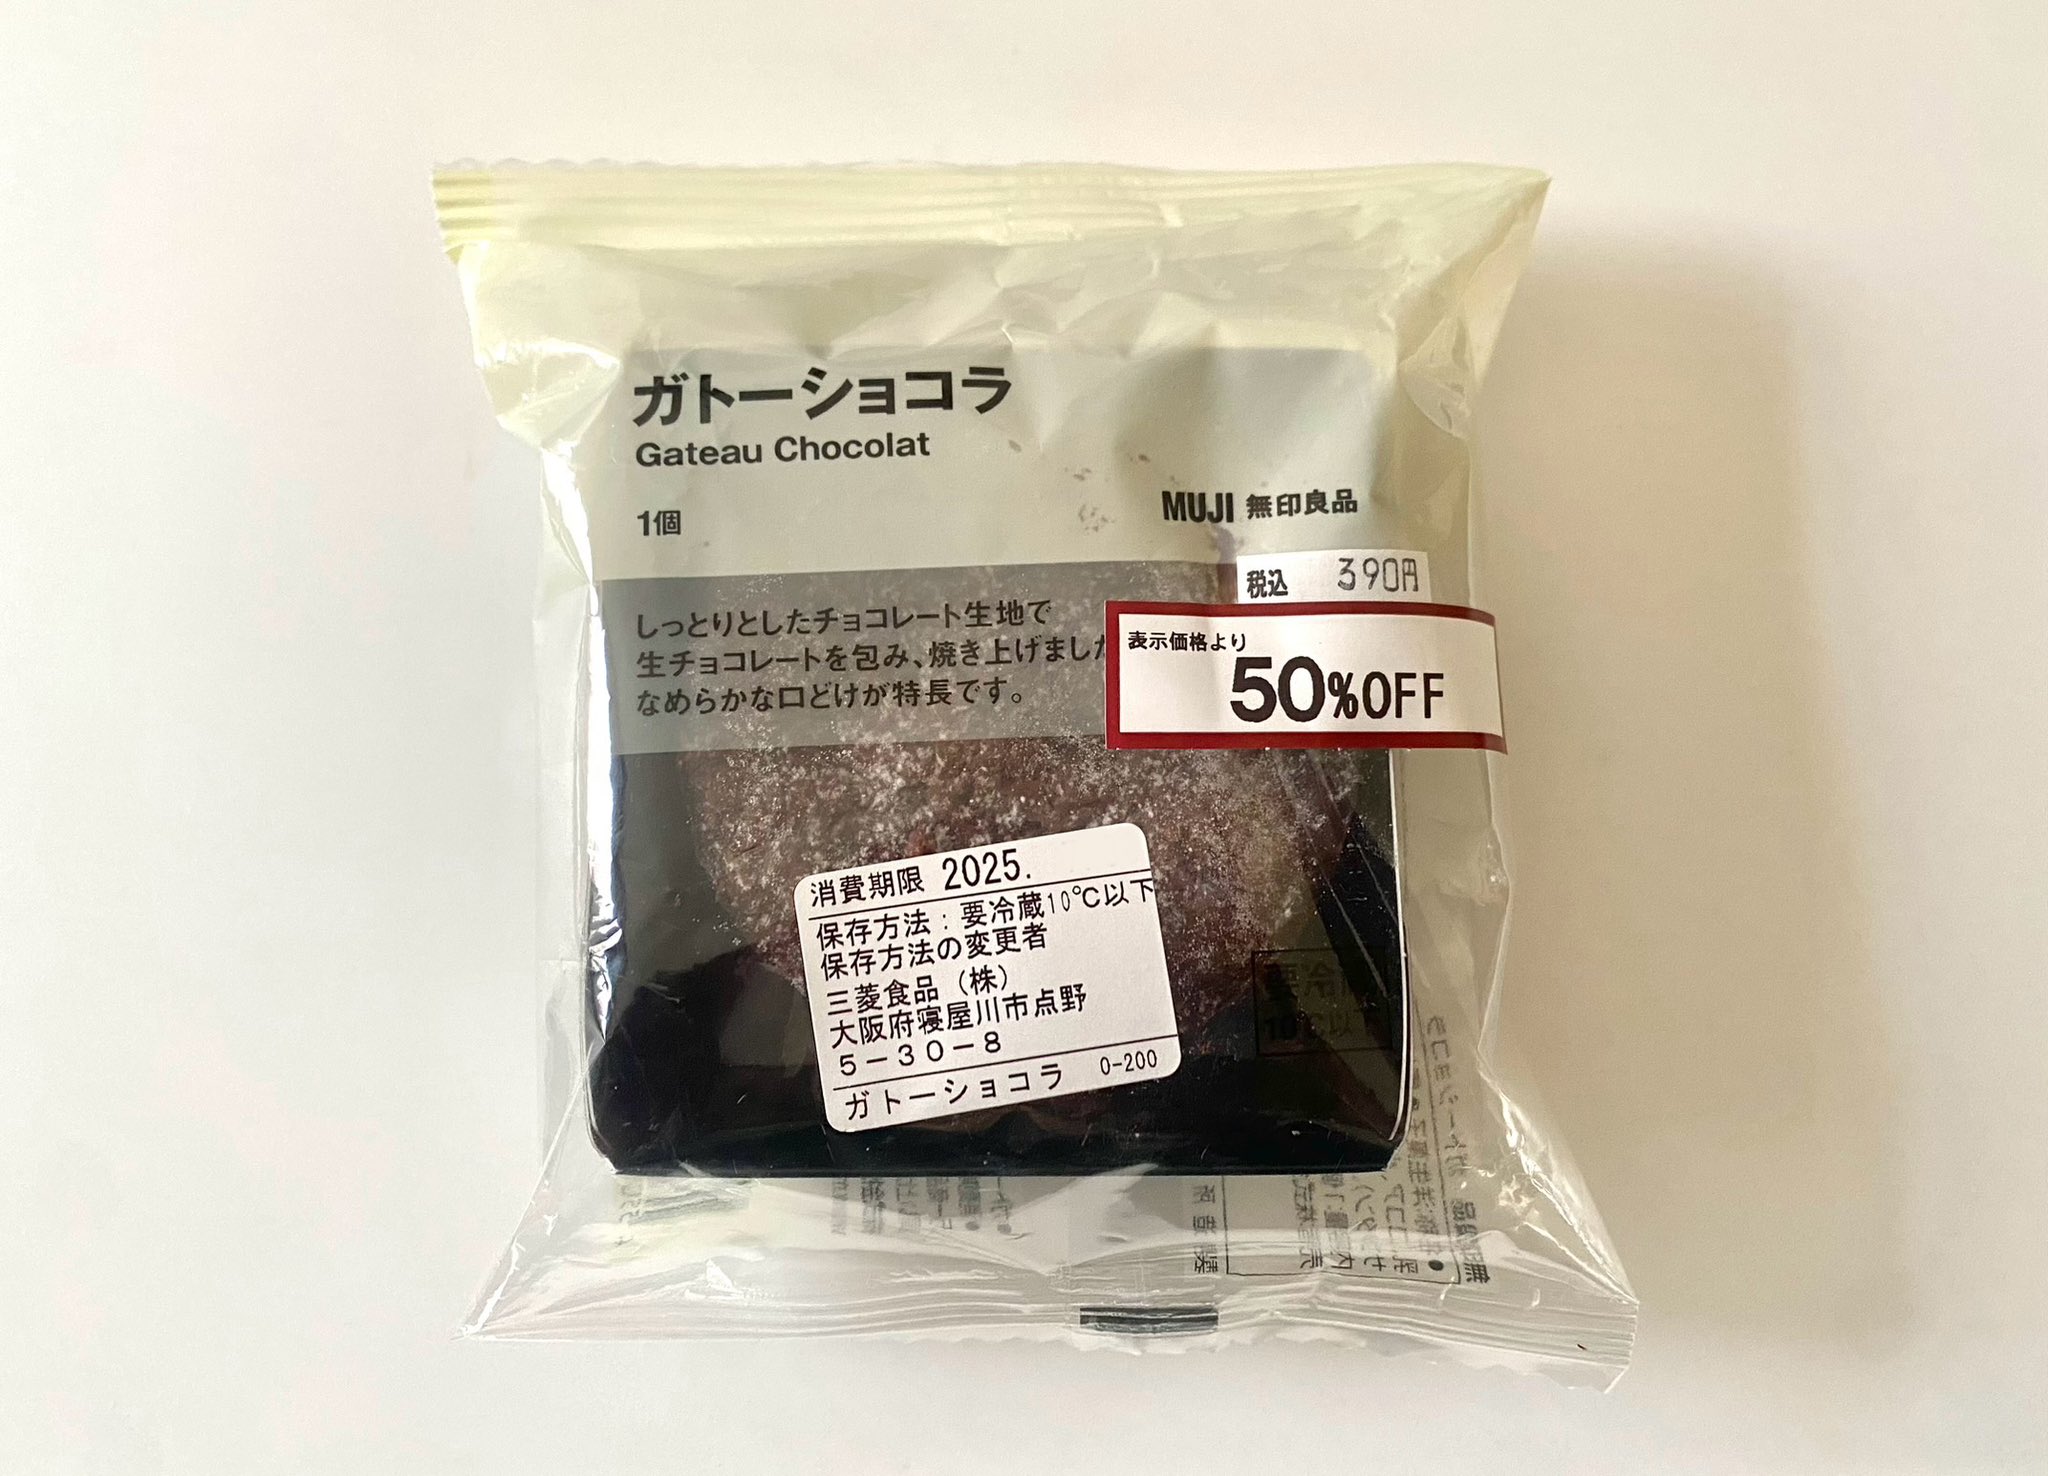 ガトーショコラ
Gateau Chocolat
1個
MUJI 無印良品
税込 390円
表示価格より
50%OFF
しっとりとしたチョコレート生地で
生チョコレートを包み、焼き上げました
なめらかな口どけが特長です。
消費期限 2025.
保存方法：要冷蔵10℃以下
保存方法の変更者
三菱食品（株）
大阪府寝屋川市点野
5－30－8
ガトーショコラ 0-200
要冷
10℃以下